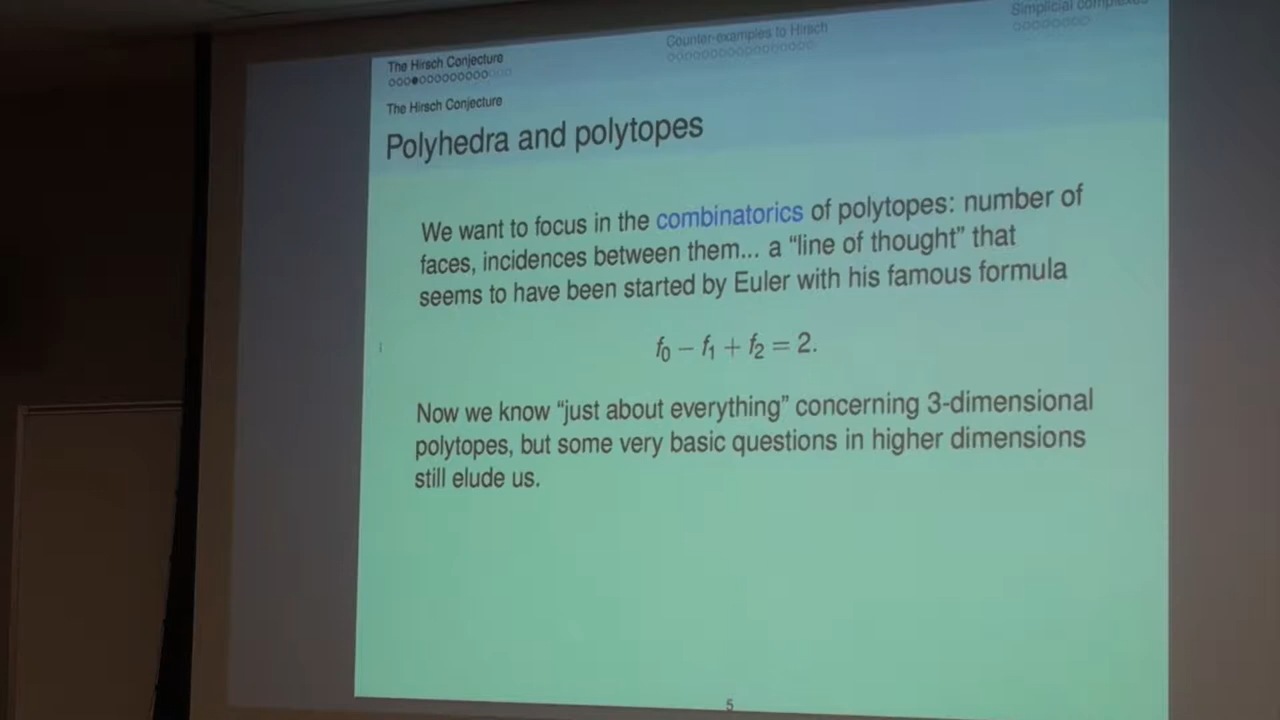 The Hirsch Conjecture
Counter-examples to Hirsch
Simplicial complexes
The Hirsch Conjecture
Polyhedra and polytopes
We want to focus in the combinatorics of polytopes: number of
faces, incidences between them... a “line of thought” that
seems to have been started by Euler with his famous formula
f₀ − f₁ + f₂ = 2.
Now we know “just about everything” concerning 3-dimensional
polytopes, but some very basic questions in higher dimensions
still elude us.
5